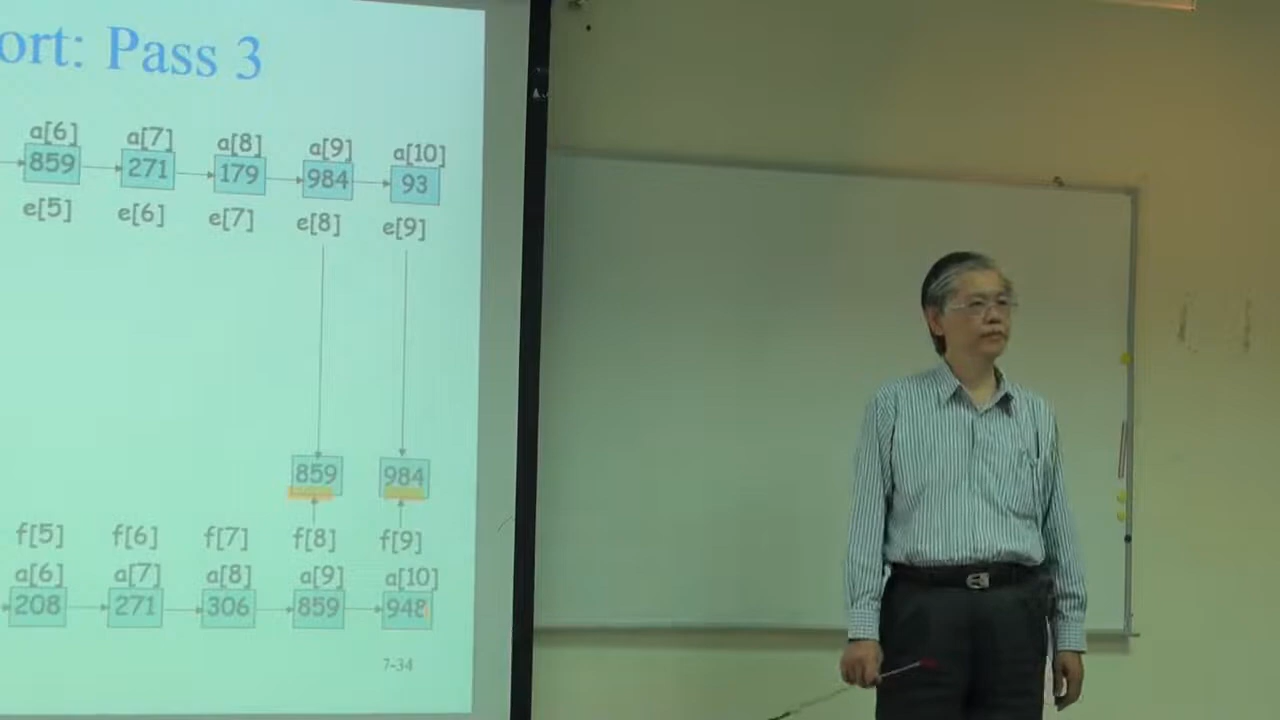 ort: Pass 3
a[6] a[7] a[8] a[9] a[10]
859 271 179 984 93
e[5] e[6] e[7] e[8] e[9]
859 984
f[5] f[6] f[7] f[8] f[9]
a[6] a[7] a[8] a[9] a[10]
208 271 306 859 948
7-34